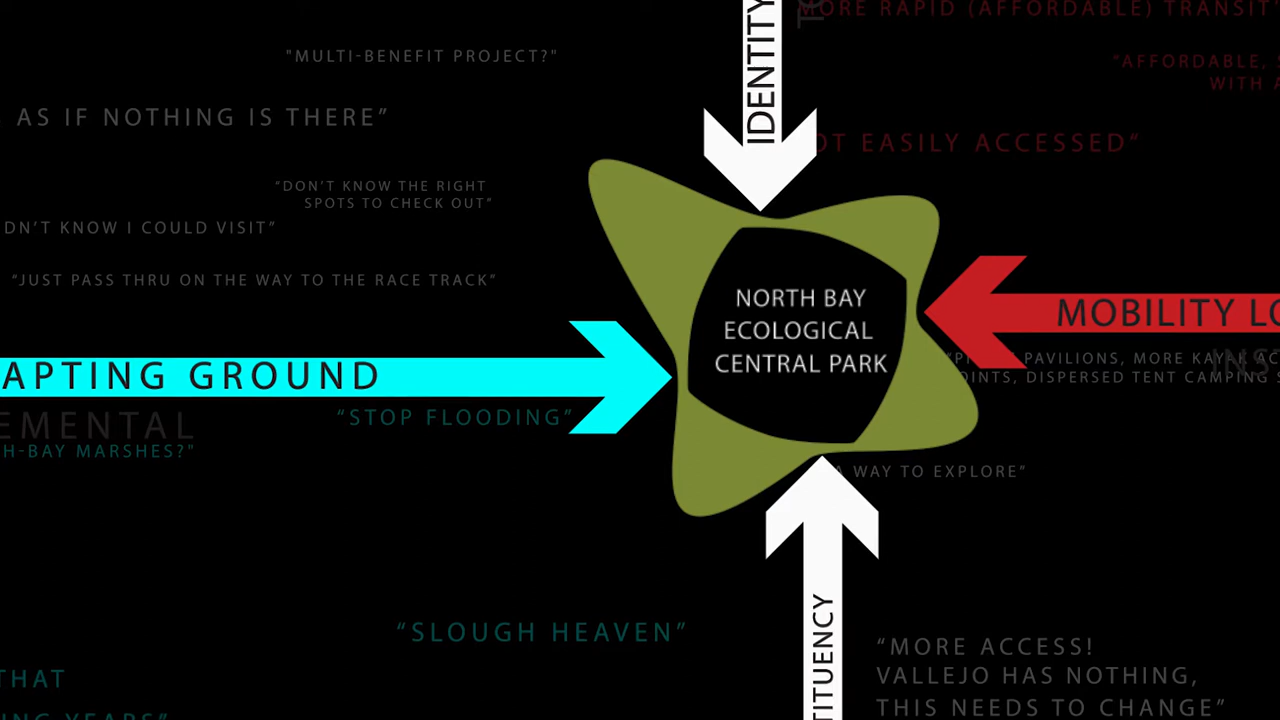 MORE RAPID (AFFORDABLE) TRANSIT"
"MULTI-BENEFIT PROJECT?"
"AFFORDABLE,
WITH
IDENTITY
AS IF NOTHING IS THERE"
EASILY ACCESSED"
"DON'T KNOW THE RIGHT
SPOTS TO CHECK OUT"
DN'T KNOW I COULD VISIT"
"JUST PASS THRU ON THE WAY TO THE RACE TRACK"
NORTH BAY
ECOLOGICAL
CENTRAL PARK
MOBILITY LO
PAVILIONS, MORE KAYAK AC
OINTS, DISPERSED TENT CAMPING S
INST
APTING GROUND
"STOP FLOODING"
EMENTAL
H-BAY MARSHES?"
A WAY TO EXPLORE"
TITUENCY
"SLOUGH HEAVEN"
"MORE ACCESS!
VALLEJO HAS NOTHING,
THIS NEEDS TO CHANGE"
THAT
ING YEARS"